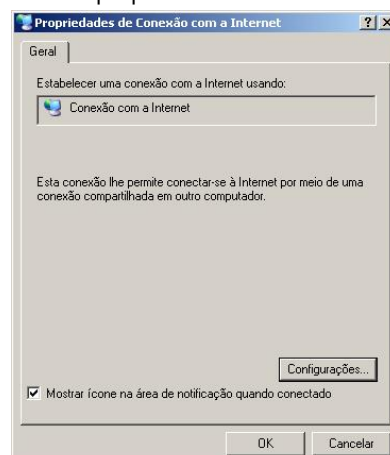 Propriedades de Conexão com a Internet
Geral
Estabelecer uma conexão com a Internet usando:
Conexão com a Internet
Esta conexão lhe permite conectar-se à Internet por meio de uma
conexão compartilhada em outro computador.
Configurações...
Mostrar ícone na área de notificação quando conectado
OK Cancelar